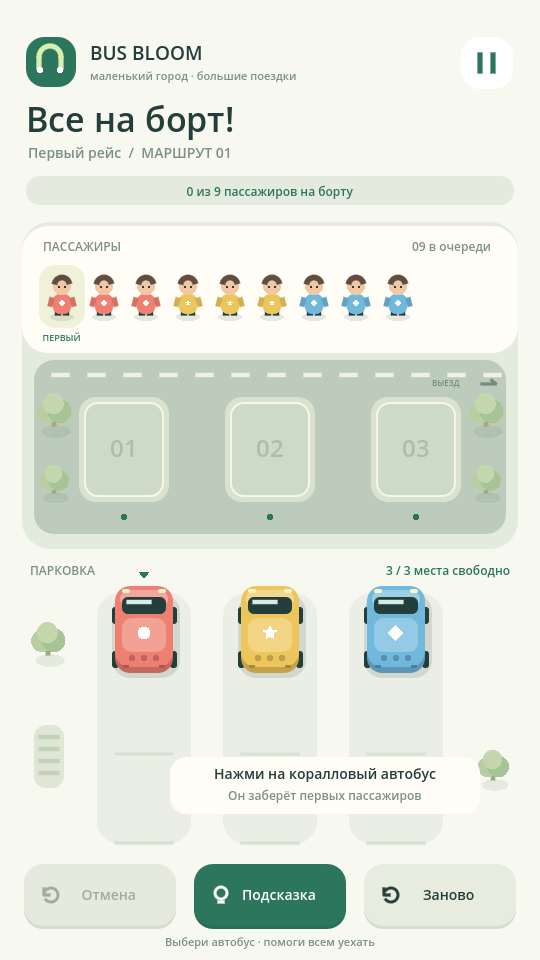 BUS BLOOM
маленький город · большие поездки
Все на борт!
Первый рейс / МАРШРУТ 01
0 из 9 пассажиров на борту
ПАССАЖИРЫ
09 в очереди
ПЕРВЫЙ
ВЫЕЗД
01
02
03
ПАРКОВКА
3 / 3 места свободно
Нажми на коралловый автобус
Он заберёт первых пассажиров
Отмена
Подсказка
Заново
Выбери автобус · помоги всем уехать